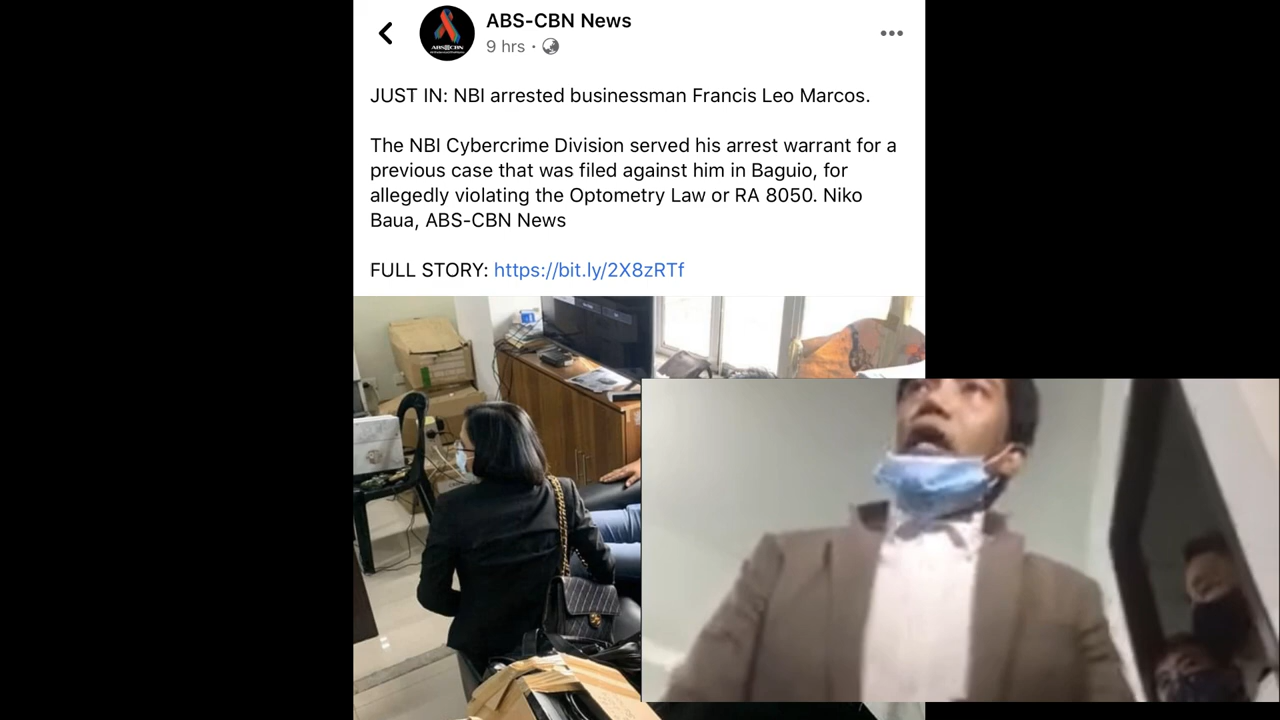 ABS-CBN News
9 hrs ·
ABS-CBN
JUST IN: NBI arrested businessman Francis Leo Marcos.
The NBI Cybercrime Division served his arrest warrant for a
previous case that was filed against him in Baguio, for
allegedly violating the Optometry Law or RA 8050. Niko
Baua, ABS-CBN News
FULL STORY: https://bit.ly/2X8zRTf